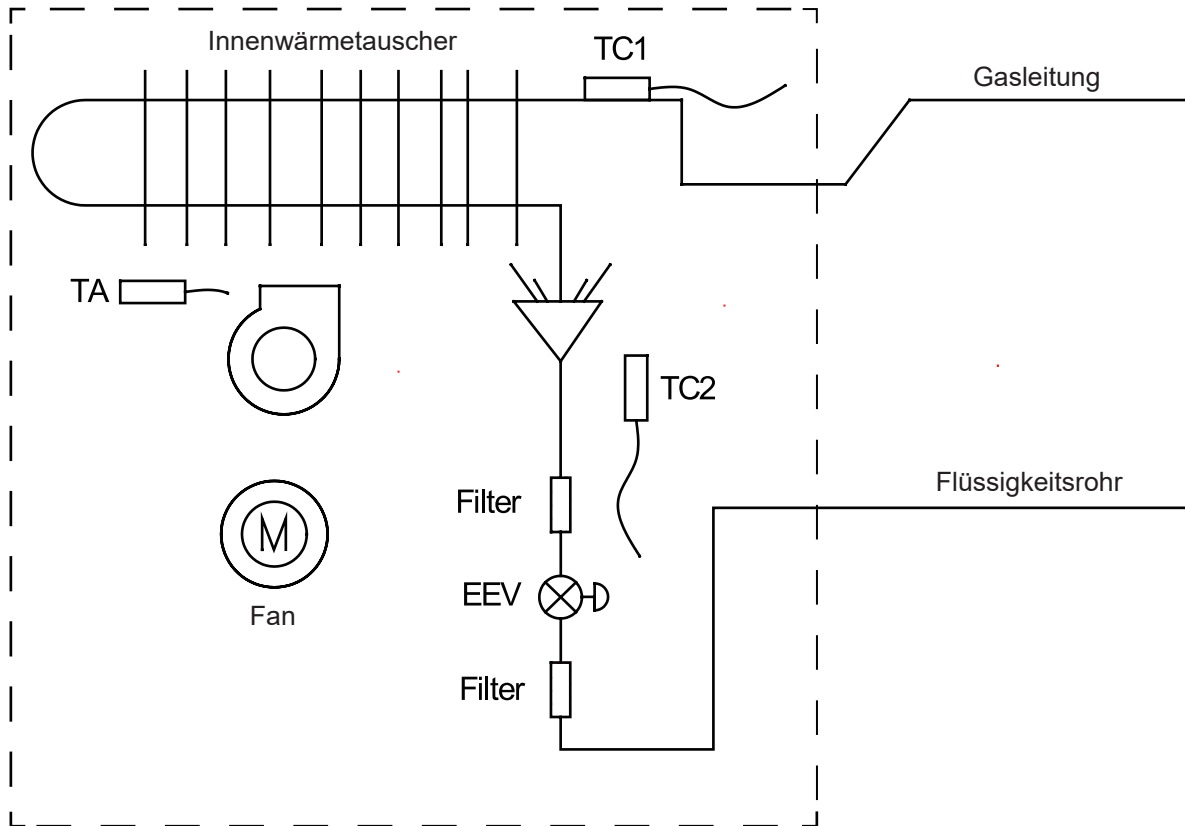 Innenwärmetauscher
TC1
Gasleitung
TA
TC2
Filter
Flüssigkeitsrohr
M
EEV
Fan
Filter